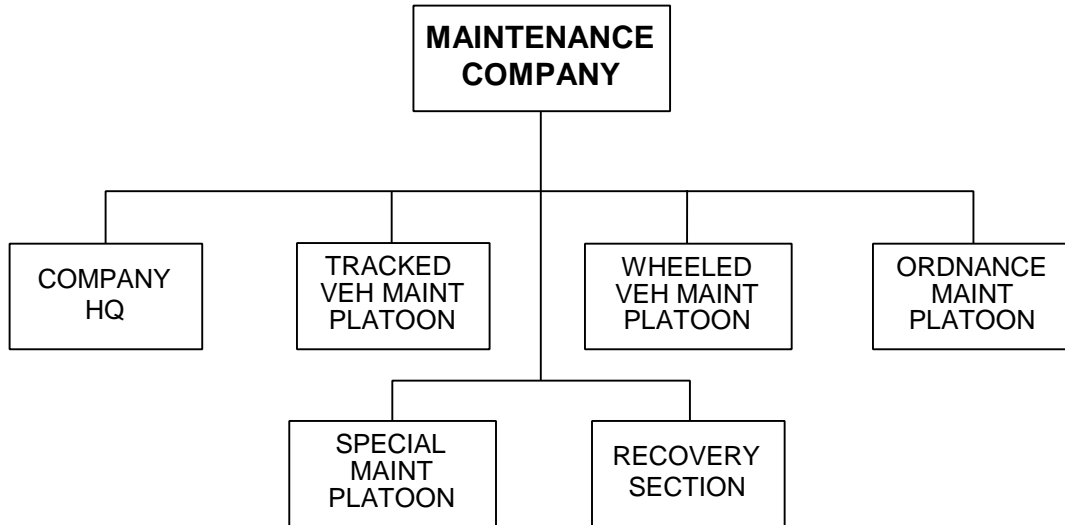 MAINTENANCE
COMPANY
COMPANY
HQ
TRACKED
VEH MAINT
PLATOON
WHEELED
VEH MAINT
PLATOON
ORDNANCE
MAINT
PLATOON
SPECIAL
MAINT
PLATOON
RECOVERY
SECTION